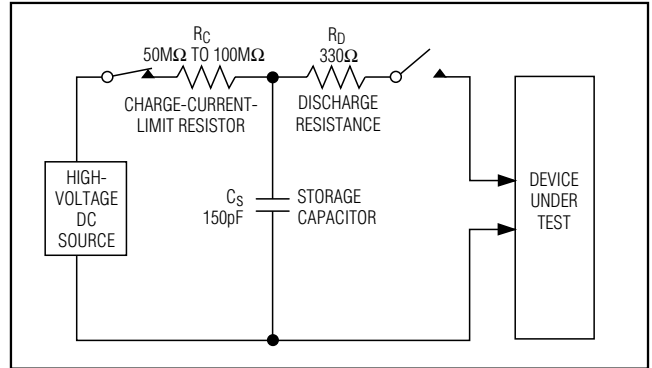 RC
50MΩ TO 100MΩ
CHARGE-CURRENT-
LIMIT RESISTOR
RD
330Ω
DISCHARGE
RESISTANCE
HIGH-
VOLTAGE
DC
SOURCE
CS
150pF
STORAGE
CAPACITOR
DEVICE
UNDER
TEST